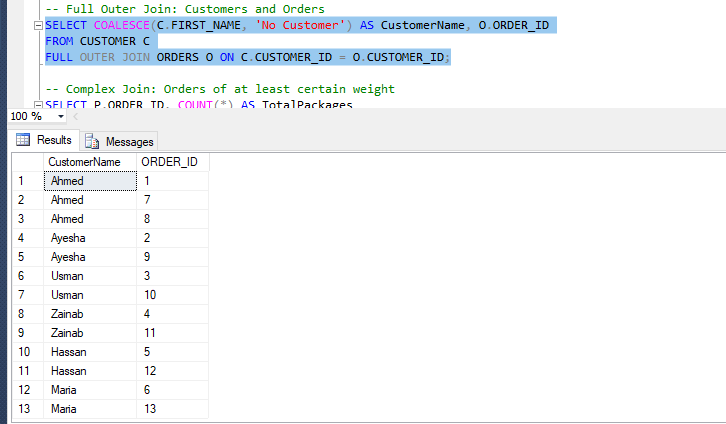 -- Full Outer Join: Customers and Orders
SELECT COALESCE(C.FIRST_NAME, 'No Customer') AS CustomerName, O.ORDER_ID
FROM CUSTOMER C
FULL OUTER JOIN ORDERS O ON C.CUSTOMER_ID = O.CUSTOMER_ID;
-- Complex Join: Orders of at least certain weight
SELECT P.ORDER_ID, COUNT(*) AS TotalPackages
100 %
Results Messages
CustomerName ORDER_ID
1 Ahmed 1
2 Ahmed 7
3 Ahmed 8
4 Ayesha 2
5 Ayesha 9
6 Usman 3
7 Usman 10
8 Zainab 4
9 Zainab 11
10 Hassan 5
11 Hassan 12
12 Maria 6
13 Maria 13